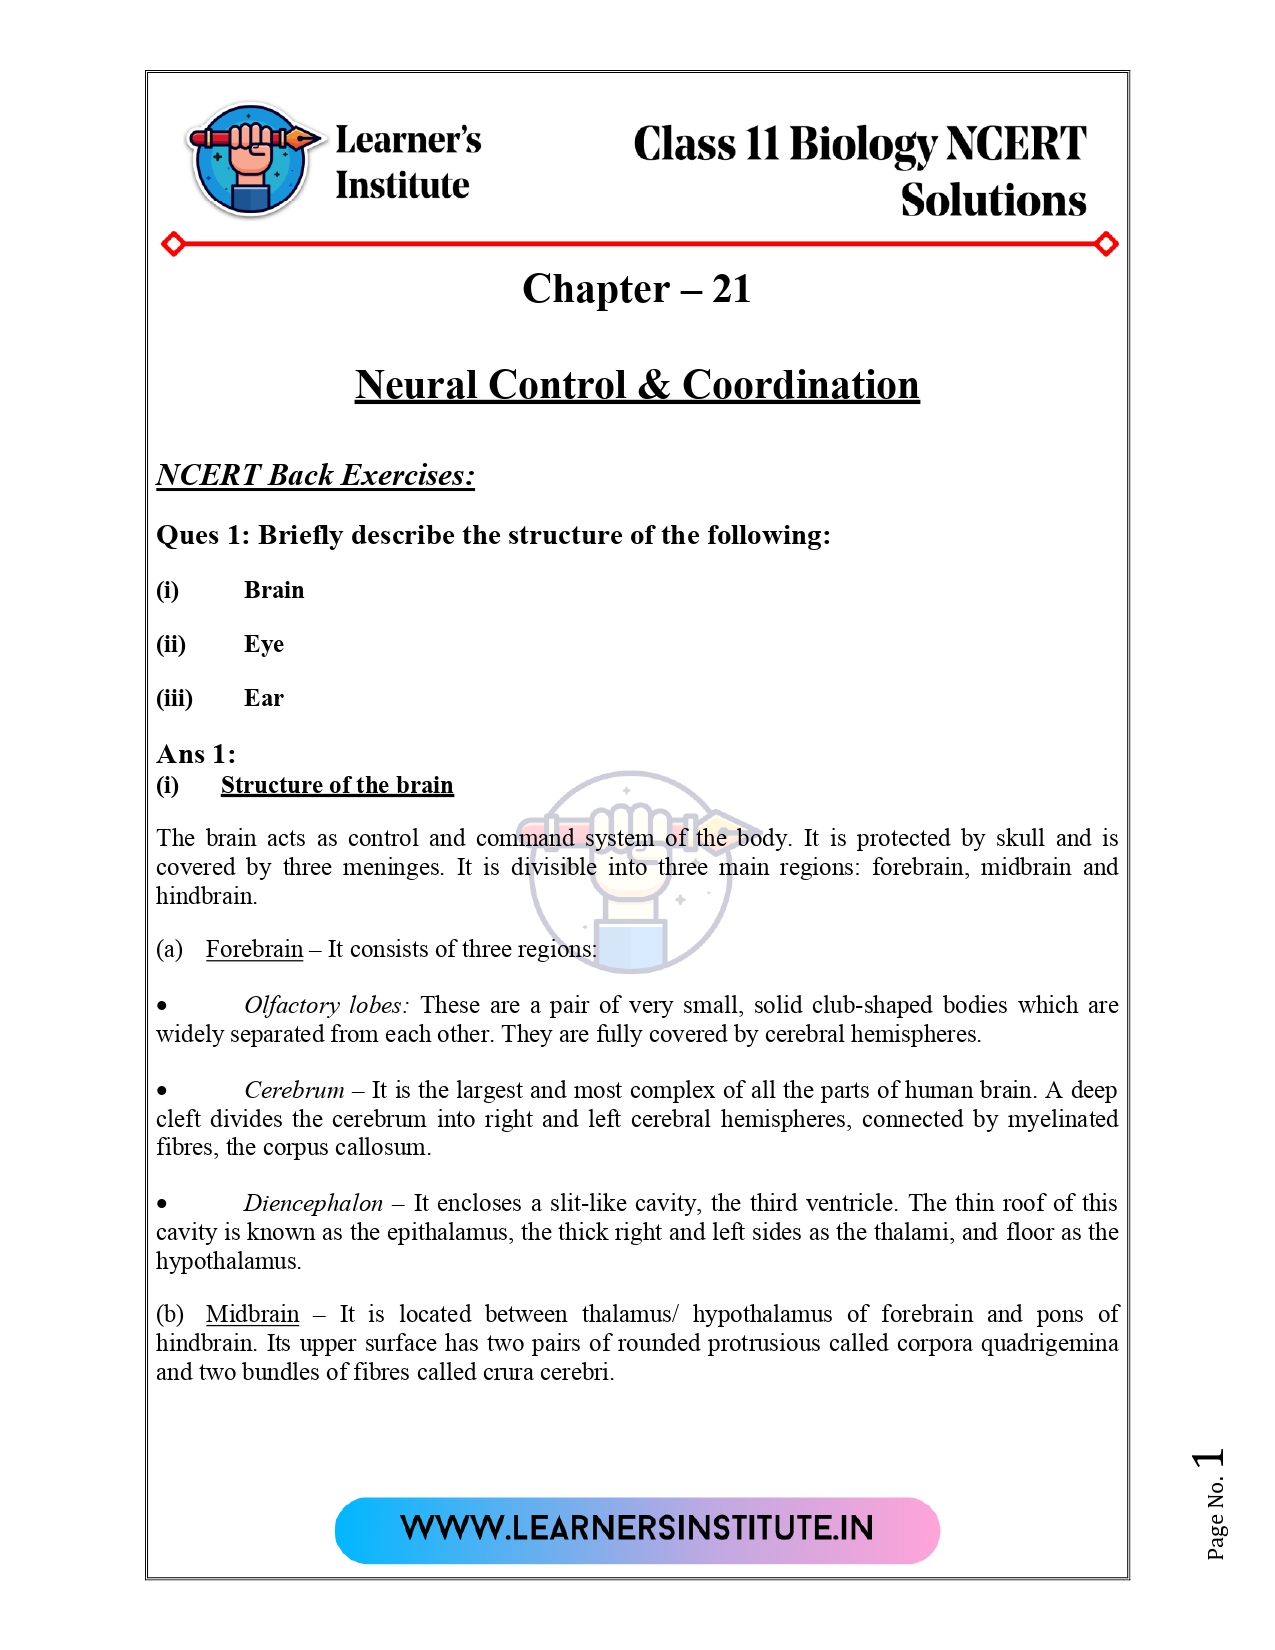 Learner's
Institute
Class 11 Biology NCERT
Solutions
Chapter – 21
Neural Control & Coordination
NCERT Back Exercises:
Ques 1: Briefly describe the structure of the following:
(i) Brain
(ii) Eye
(iii) Ear
Ans 1:
(i) Structure of the brain
The brain acts as control and command system of the body. It is protected by skull and is
covered by three meninges. It is divisible into three main regions: forebrain, midbrain and
hindbrain.
(a) Forebrain – It consists of three regions:
• Olfactory lobes: These are a pair of very small, solid club-shaped bodies which are
widely separated from each other. They are fully covered by cerebral hemispheres.
• Cerebrum – It is the largest and most complex of all the parts of human brain. A deep
cleft divides the cerebrum into right and left cerebral hemispheres, connected by myelinated
fibres, the corpus callosum.
• Diencephalon – It encloses a slit-like cavity, the third ventricle. The thin roof of this
cavity is known as the epithalamus, the thick right and left sides as the thalami, and floor as the
hypothalamus.
(b) Midbrain – It is located between thalamus/ hypothalamus of forebrain and pons of
hindbrain. Its upper surface has two pairs of rounded protrusious called corpora quadrigemina
and two bundles of fibres called crura cerebri.
WWW.LEARNERSINSTITUTE.IN
Page No. 1